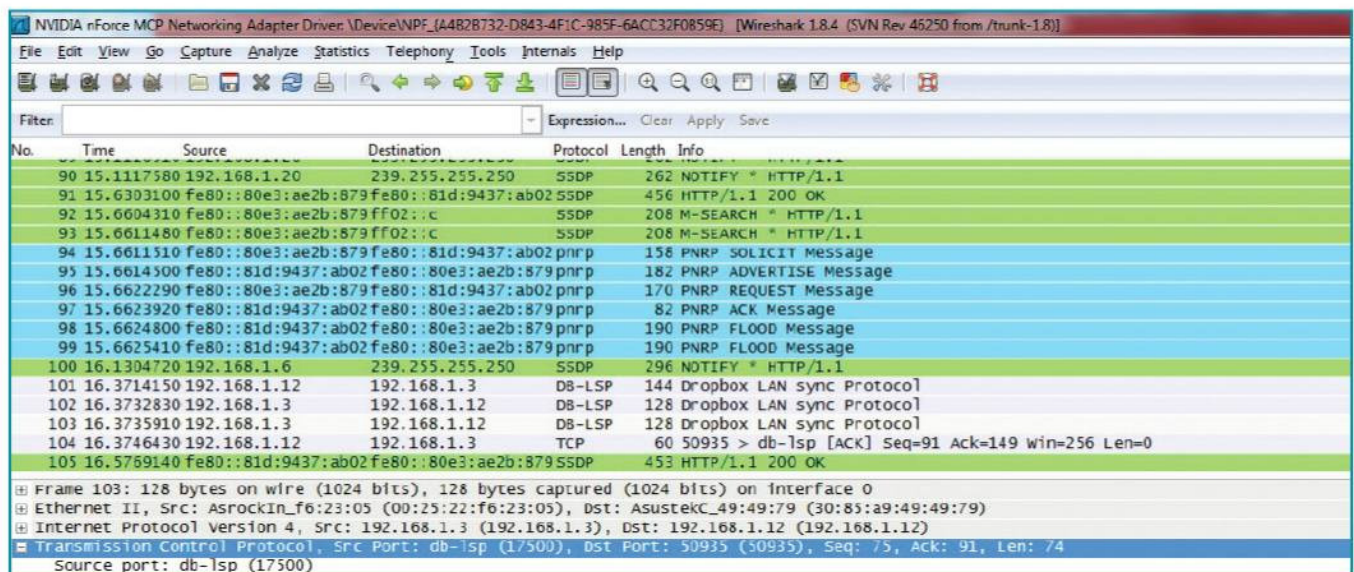 NVIDIA nForce MCP Networking Adapter Driver: \Device\NPF_{A4B2B732-D843-4F1C-985F-6ACC32F0859E} [Wireshark 1.8.4 (SVN Rev 46250 from /trunk-1.8)]
File Edit View Go Capture Analyze Statistics Telephony Tools Internals Help
Filter: Expression... Clear Apply Save
No. Time Source Destination Protocol Length Info
90 15.1117580 192.168.1.20 239.255.255.250 SSDP 262 NOTIFY * HTTP/1.1
91 15.6303100 fe80::80e3:ae2b:879 fe80::81d:9437:ab02 SSDP 456 HTTP/1.1 200 OK
92 15.6604310 fe80::80e3:ae2b:879 ff02::c SSDP 208 M-SEARCH * HTTP/1.1
93 15.6611480 fe80::80e3:ae2b:879 ff02::c SSDP 208 M-SEARCH * HTTP/1.1
94 15.6611510 fe80::80e3:ae2b:879 fe80::81d:9437:ab02 pnrp 158 PNRP SOLICIT Message
95 15.6614500 fe80::81d:9437:ab02 fe80::80e3:ae2b:879 pnrp 182 PNRP ADVERTISE Message
96 15.6622290 fe80::80e3:ae2b:879 fe80::81d:9437:ab02 pnrp 170 PNRP REQUEST Message
97 15.6623920 fe80::81d:9437:ab02 fe80::80e3:ae2b:879 pnrp 82 PNRP ACK Message
98 15.6624800 fe80::81d:9437:ab02 fe80::80e3:ae2b:879 pnrp 190 PNRP FLOOD Message
99 15.6625410 fe80::81d:9437:ab02 fe80::80e3:ae2b:879 pnrp 190 PNRP FLOOD Message
100 16.1304720 192.168.1.6 239.255.255.250 SSDP 296 NOTIFY * HTTP/1.1
101 16.3714150 192.168.1.12 192.168.1.3 DB-LSP 144 Dropbox LAN sync Protocol
102 16.3732830 192.168.1.3 192.168.1.12 DB-LSP 128 Dropbox LAN sync Protocol
103 16.3735910 192.168.1.3 192.168.1.12 DB-LSP 128 Dropbox LAN sync Protocol
104 16.3746430 192.168.1.12 192.168.1.3 TCP 60 50935 > db-lsp [ACK] Seq=91 Ack=149 Win=256 Len=0
105 16.5769140 fe80::81d:9437:ab02 fe80::80e3:ae2b:879 SSDP 453 HTTP/1.1 200 OK
Frame 103: 128 bytes on wire (1024 bits), 128 bytes captured (1024 bits) on interface 0
Ethernet II, Src: AsrockIn_f6:23:05 (00:25:22:f6:23:05), Dst: AsustekC_49:49:79 (30:85:a9:49:49:79)
Internet Protocol Version 4, Src: 192.168.1.3 (192.168.1.3), Dst: 192.168.1.12 (192.168.1.12)
Transmission Control Protocol, Src Port: db-lsp (17500), Dst Port: 50935 (50935), Seq: 75, Ack: 91, Len: 74
Source port: db-lsp (17500)